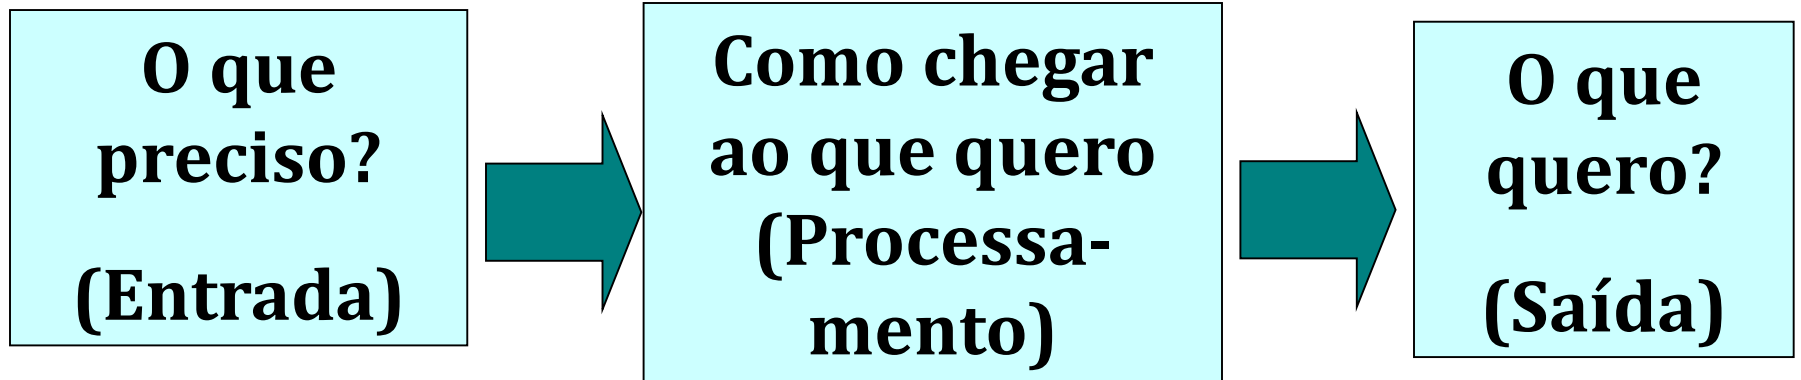 O que
preciso?
(Entrada)
Como chegar
ao que quero
(Processa-
mento)
O que
quero?
(Saída)